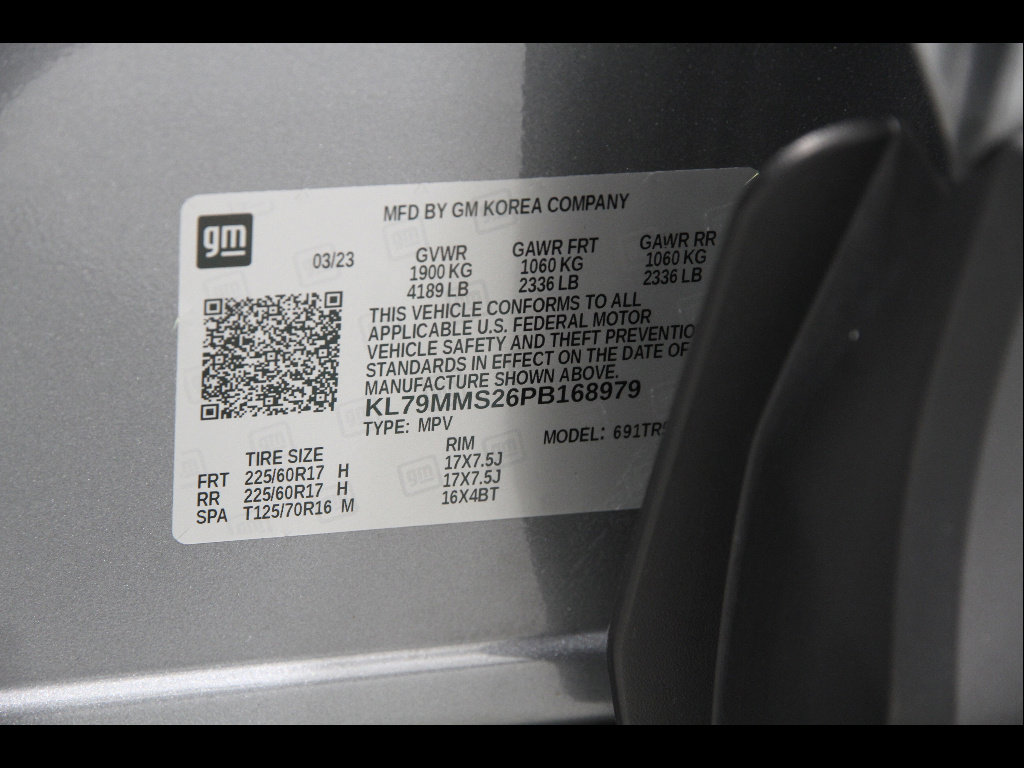 gm
MFD BY GM KOREA COMPANY
03/23
GVWR GAWR FRT GAWR RR
1900 KG 1060 KG 1060 KG
4189 LB 2336 LB 2336 LB
THIS VEHICLE CONFORMS TO ALL
APPLICABLE U.S. FEDERAL MOTOR
VEHICLE SAFETY AND THEFT
STANDARDS IN EFFECT ON THE DATE OF
MANUFACTURE SHOWN ABOVE.
KL79MMS26PB168979
TYPE: MPV MODEL:
TIRE SIZE RIM
FRT 225/60R17 H 17X7.5J
RR 225/60R17 H 17X7.5J
SPA T125/70R16 M 16X4BT